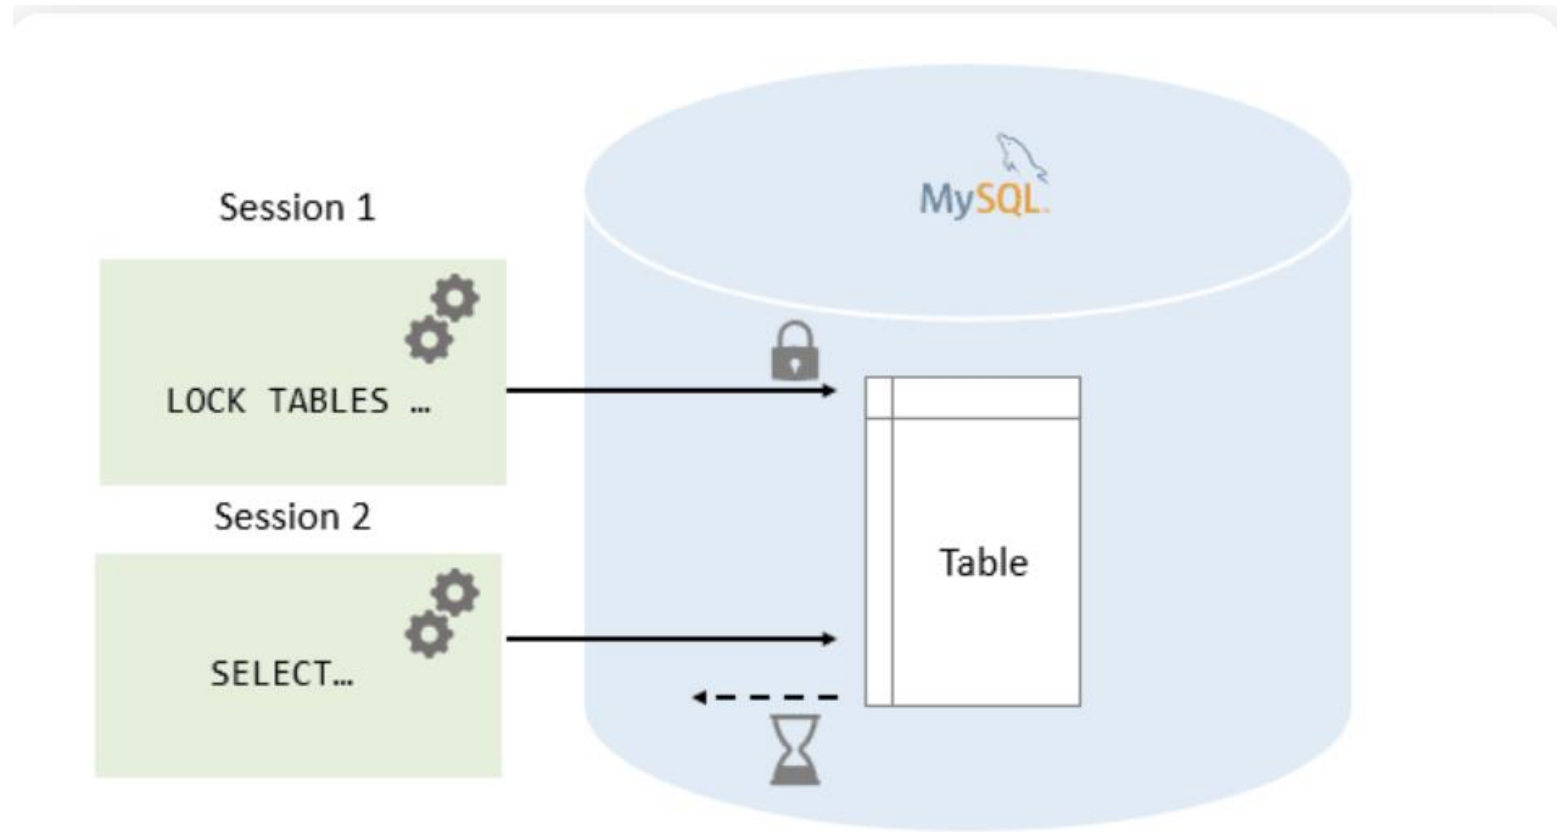 MySQL
Session 1
LOCK TABLES …
Session 2
SELECT…
Table